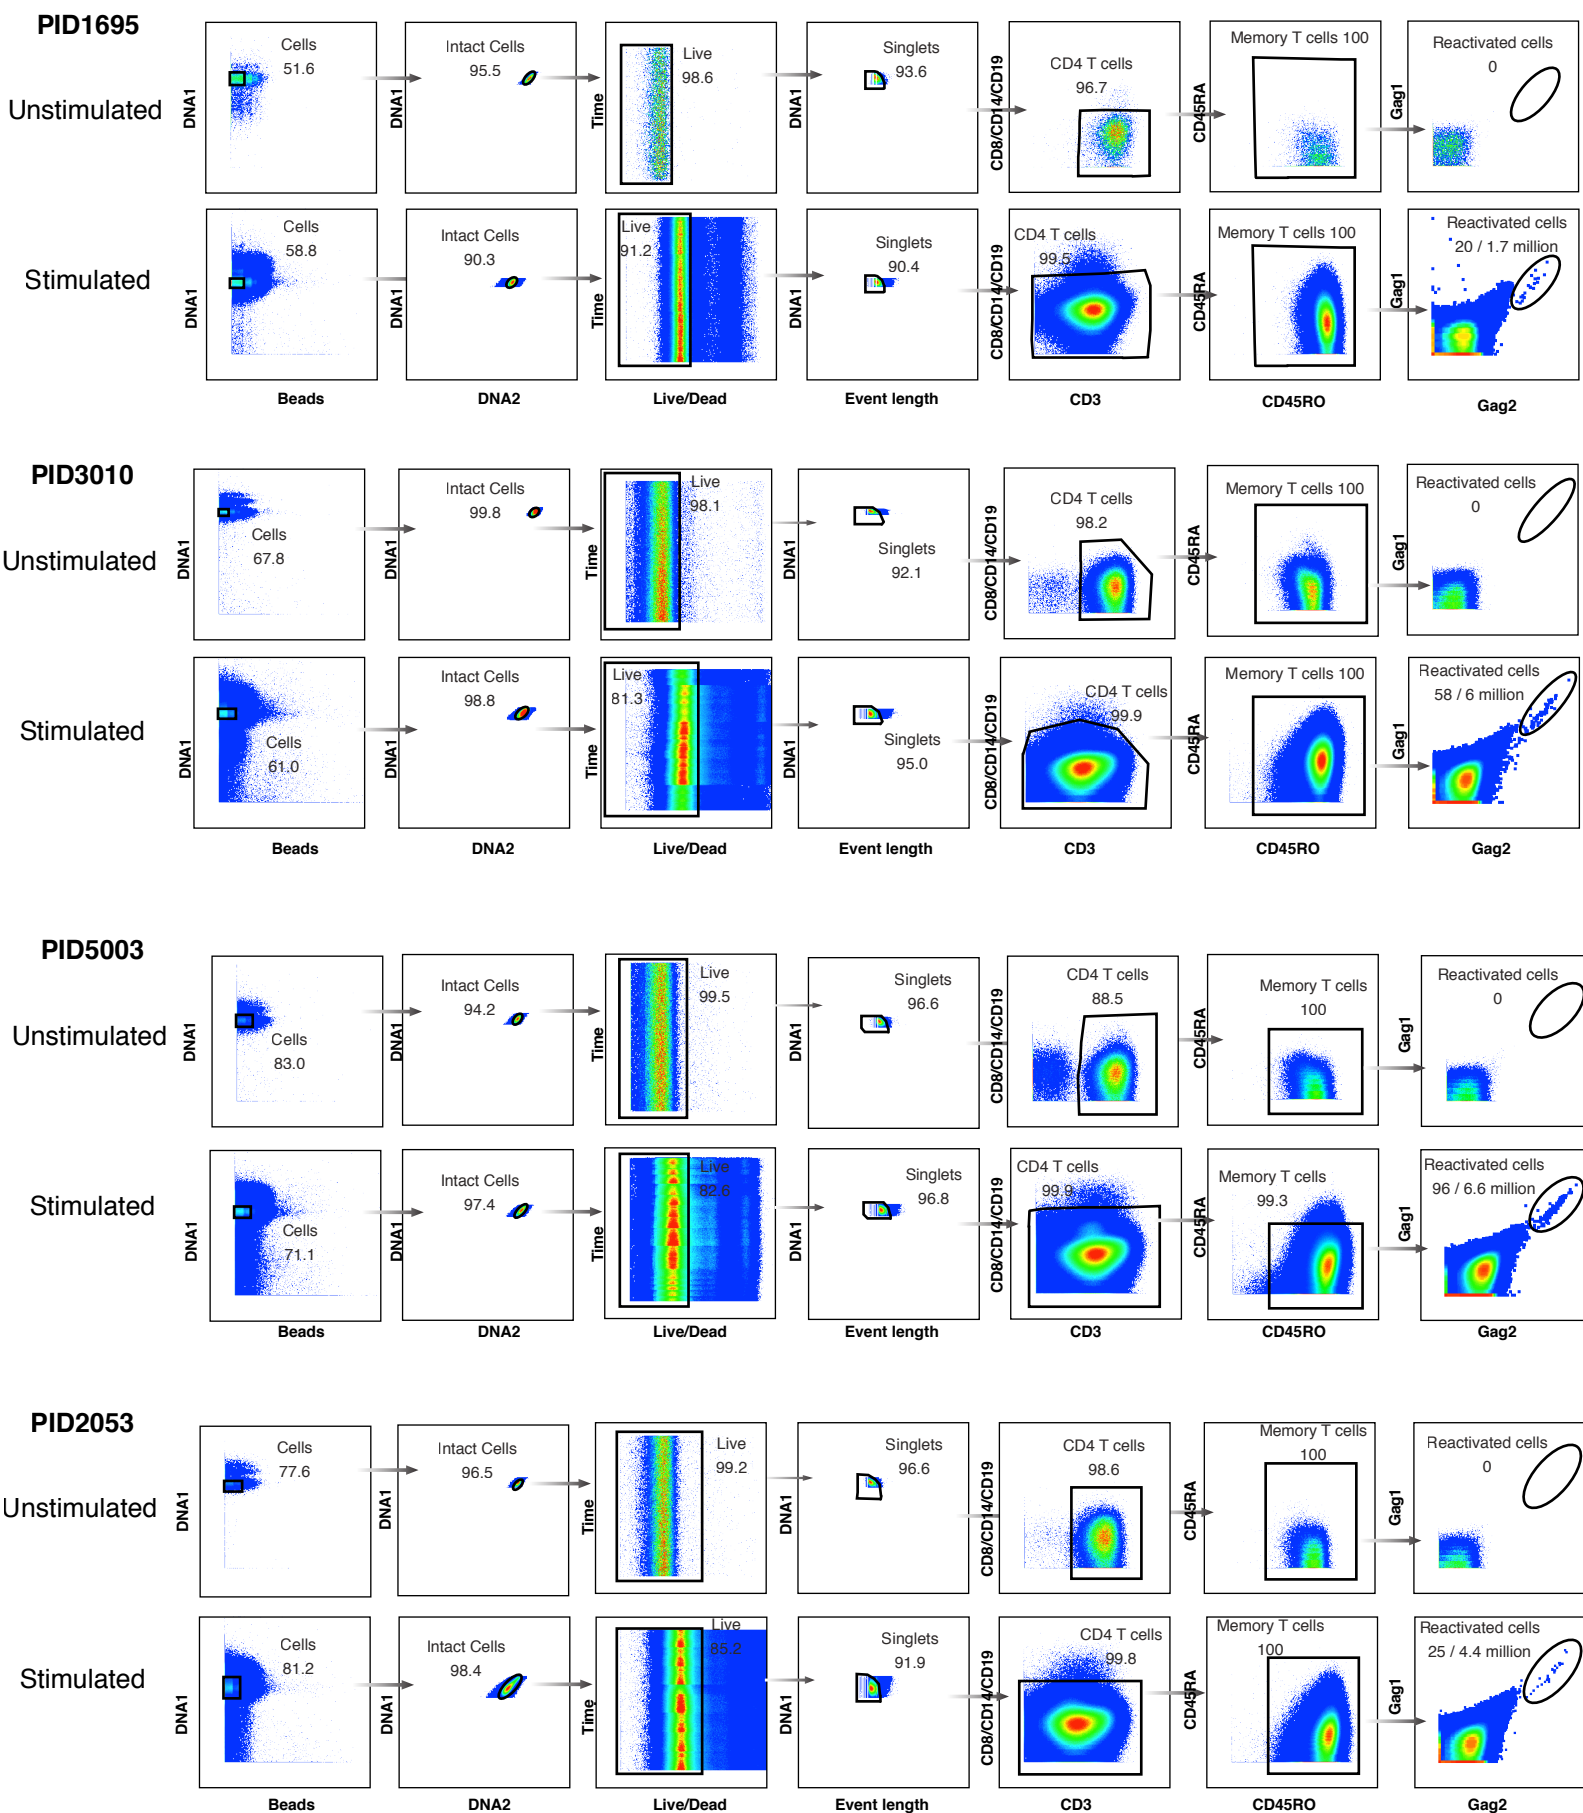 PID1695
Unstimulated
DNA1
Cells
51.6
DNA1
Intact Cells
95.5
Time
Live
98.6
DNA1
Singlets
93.6
CD8/CD14/CD19
CD4 T cells
96.7
CD45RA
Memory T cells 100
Gag1
Reactivated cells
0
Stimulated
DNA1
Cells
58.8
DNA1
Intact Cells
90.3
Time
Live
91.2
DNA1
Singlets
90.4
CD8/CD14/CD19
CD4 T cells
99.5
CD45RA
Memory T cells 100
Gag1
Reactivated cells
20 / 1.7 million
Beads
DNA2
Live/Dead
Event length
CD3
CD45RO
Gag2
PID3010
Unstimulated
DNA1
Cells
67.8
DNA1
Intact Cells
99.8
Time
Live
98.1
DNA1
Singlets
92.1
CD8/CD14/CD19
CD4 T cells
98.2
CD45RA
Memory T cells 100
Gag1
Reactivated cells
0
Stimulated
DNA1
Cells
61.0
DNA1
Intact Cells
98.8
Time
Live
81.3
DNA1
Singlets
95.0
CD8/CD14/CD19
CD4 T cells
99.9
CD45RA
Memory T cells 100
Gag1
Reactivated cells
58 / 6 million
Beads
DNA2
Live/Dead
Event length
CD3
CD45RO
Gag2
PID5003
Unstimulated
DNA1
Cells
83.0
DNA1
Intact Cells
94.2
Time
Live
99.5
DNA1
Singlets
96.6
CD8/CD14/CD19
CD4 T cells
88.5
CD45RA
Memory T cells
100
Gag1
Reactivated cells
0
Stimulated
DNA1
Cells
71.1
DNA1
Intact Cells
97.4
Time
Live
82.6
DNA1
Singlets
96.8
CD8/CD14/CD19
CD4 T cells
99.9
CD45RA
Memory T cells
99.3
Gag1
Reactivated cells
96 / 6.6 million
Beads
DNA2
Live/Dead
Event length
CD3
CD45RO
Gag2
PID2053
Unstimulated
DNA1
Cells
77.6
DNA1
Intact Cells
96.5
Time
Live
99.2
DNA1
Singlets
96.6
CD8/CD14/CD19
CD4 T cells
98.6
CD45RA
Memory T cells
100
Gag1
Reactivated cells
0
Stimulated
DNA1
Cells
81.2
DNA1
Intact Cells
98.4
Time
Live
85.2
DNA1
Singlets
91.9
CD8/CD14/CD19
CD4 T cells
99.8
CD45RA
Memory T cells
100
Gag1
Reactivated cells
25 / 4.4 million
Beads
DNA2
Live/Dead
Event length
CD3
CD45RO
Gag2